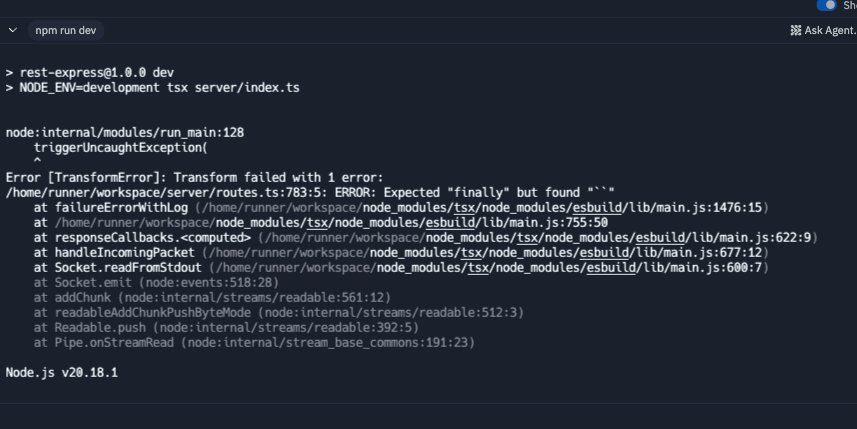 Sh
npm run dev
Ask Agent.
> rest-express@1.0.0 dev
> NODE_ENV=development tsx server/index.ts
node:internal/modules/run_main:128
    triggerUncaughtException(
    ^
Error [TransformError]: Transform failed with 1 error:
/home/runner/workspace/server/routes.ts:783:5: ERROR: Expected "finally" but found "``"
    at failureErrorWithLog (/home/runner/workspace/node_modules/tsx/node_modules/esbuild/lib/main.js:1476:15)
    at /home/runner/workspace/node_modules/tsx/node_modules/esbuild/lib/main.js:755:50
    at responseCallbacks.<computed> (/home/runner/workspace/node_modules/tsx/node_modules/esbuild/lib/main.js:622:9)
    at handleIncomingPacket (/home/runner/workspace/node_modules/tsx/node_modules/esbuild/lib/main.js:677:12)
    at Socket.readFromStdout (/home/runner/workspace/node_modules/tsx/node_modules/esbuild/lib/main.js:600:7)
    at Socket.emit (node:events:518:28)
    at addChunk (node:internal/streams/readable:561:12)
    at readableAddChunkPushByteMode (node:internal/streams/readable:512:3)
    at Readable.push (node:internal/streams/readable:392:5)
    at Pipe.onStreamRead (node:internal/stream_base_commons:191:23)
Node.js v20.18.1